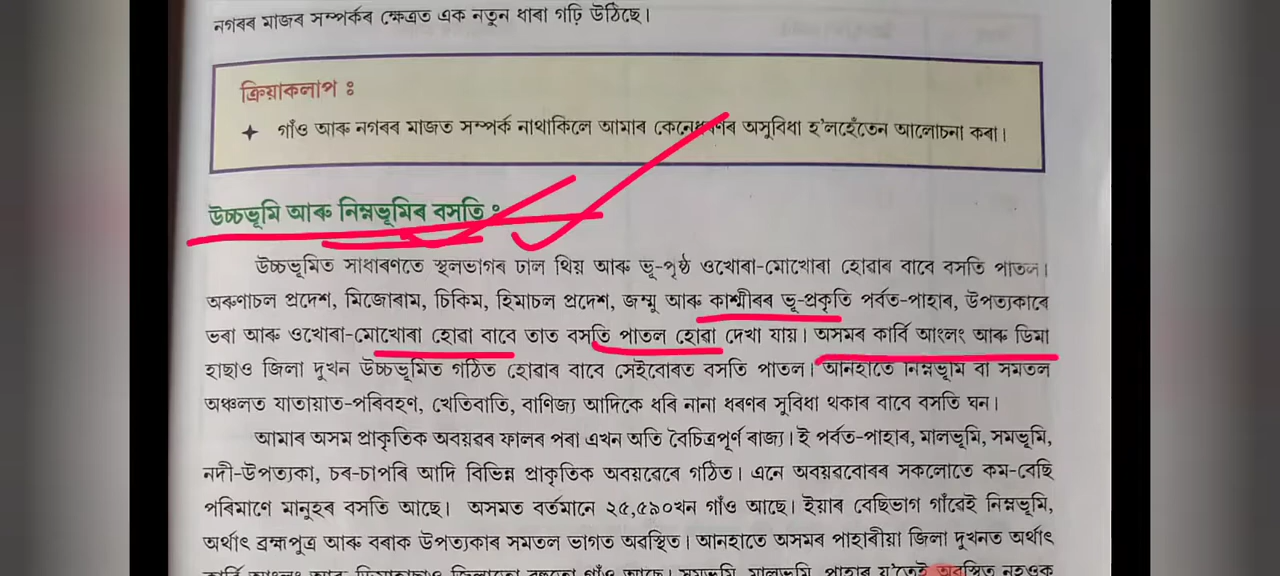 নগৰৰ মাজৰ সম্পৰ্কৰ ক্ষেত্ৰত এক নতুন ধাৰা গঢ়ি উঠিছে।
ক্ৰিয়াকলাপ ঃ
✦ গাঁও আৰু নগৰৰ মাজত সম্পৰ্ক নাথাকিলে আমাৰ কেনেধৰণৰ অসুবিধা হ'লহেঁতেন আলোচনা কৰা।
উচ্চভূমি আৰু নিম্নভূমিৰ বসতি ঃ
উচ্চভূমিত সাধাৰণতে স্থলভাগৰ ঢাল থিয় আৰু ভূ-পৃষ্ঠ ওখোৰা-মোখোৰা হোৱাৰ বাবে বসতি পাতল।
অৰুণাচল প্ৰদেশ, মিজোৰাম, চিকিম, হিমাচল প্ৰদেশ, জম্মু আৰু কাশ্মীৰৰ ভূ-প্ৰকৃতি পৰ্বত-পাহাৰ, উপত্যকাৰে
ভৰা আৰু ওখোৰা-মোখোৰা হোৱা বাবে তাত বসতি পাতল হোৱা দেখা যায়। অসমৰ কাৰ্বি আংলং আৰু ডিমা
হাছাও জিলা দুখন উচ্চভূমিত গঠিত হোৱাৰ বাবে সেইবোৰত বসতি পাতল। আনহাতে নিম্নভূমি বা সমতল
অঞ্চলত যাতায়াত-পৰিবহণ, খেতিবাতি, বাণিজ্য আদিকে ধৰি নানা ধৰণৰ সুবিধা থকাৰ বাবে বসতি ঘন।
আমাৰ অসম প্ৰাকৃতিক অবয়ৱৰ ফালৰ পৰা এখন অতি বৈচিত্ৰপূৰ্ণ ৰাজ্য। ই পৰ্বত-পাহাৰ, মালভূমি, সমভূমি,
নদী-উপত্যকা, চৰ-চাপৰি আদি বিভিন্ন প্ৰাকৃতিক অবয়ৱেৰে গঠিত। এনে অবয়ৱবোৰৰ সকলোতে কম-বেছি
পৰিমাণে মানুহৰ বসতি আছে। অসমত বৰ্তমানে ২৫,৫৯০খন গাঁও আছে। ইয়াৰ বেছিভাগ গাঁৱেই নিম্নভূমি,
অৰ্থাৎ ব্ৰহ্মপুত্ৰ আৰু বৰাক উপত্যকাৰ সমতল ভাগত অৱস্থিত। আনহাতে অসমৰ পাহাৰীয়া জিলা দুখনত অৰ্থাৎ